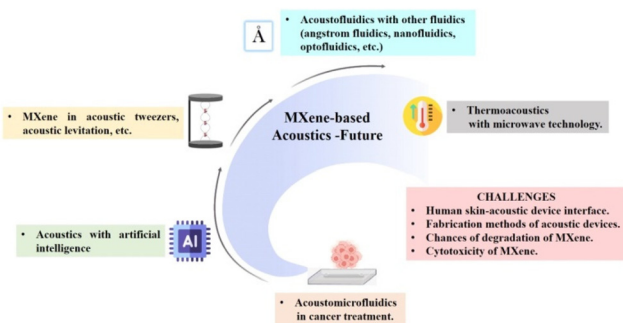 Å
• Acoustofluidics with other fluidics
(angstrom fluidics, nanofluidics,
optofluidics, etc.)
• MXene in acoustic tweezers,
acoustic levitation, etc.
MXene-based
Acoustics -Future
• Thermoacoustics
with microwave technology.
• Acoustics with artificial
intelligence
AI
CHALLENGES
• Human skin-acoustic device interface.
• Fabrication methods of acoustic devices.
• Chances of degradation of MXene.
• Cytotoxicity of MXene.
• Acoustomicrofluidics
in cancer treatment.